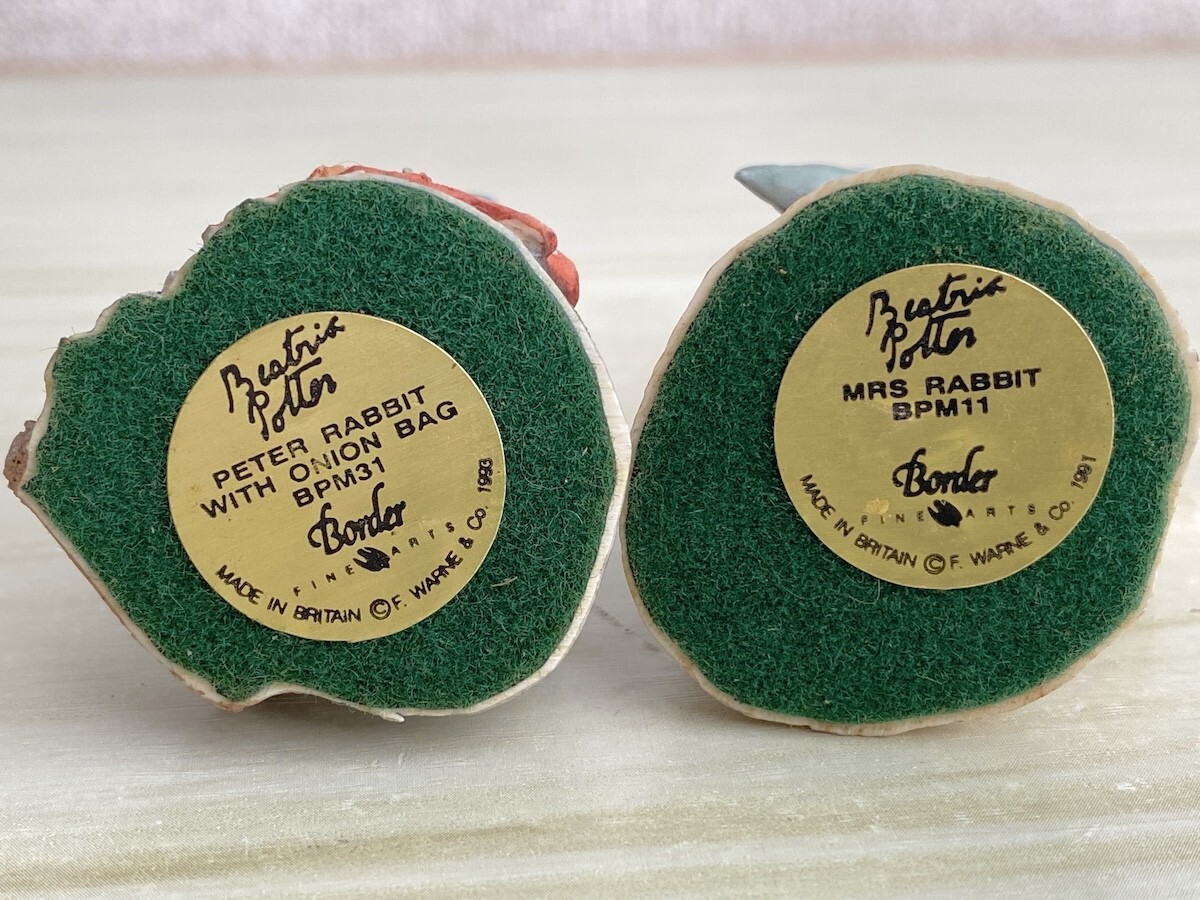 Beatrix
Potter
PETER RABBIT
WITH ONION BAG
BPM31
Border
FINE ARTS
MADE IN BRITAIN © F. WARNE & Co. 1993
Beatrix
Potter
MRS RABBIT
BPM11
Border
FINE ARTS
MADE IN BRITAIN © F. WARNE & Co. 1991